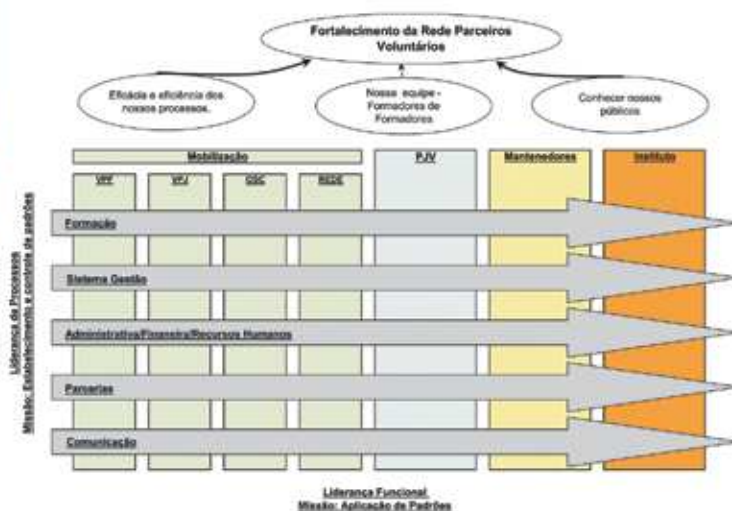 Fortalecimento da Rede Parceiros
Voluntários
Eficácia e eficiência dos
nossos processos.
Nossa equipe -
Formadores de
Formadores
Conhecer nossos
públicos
Mobilização
PJV
Mantenedores
Instituto
VPF
VPJ
OSC
REDE
Formação
Sistema Gestão
Administrativa/Finanseira/Recursos Humanos
Parcerias
Comunicação
Liderança de Processos
Missão: Estabelecimento e controle de padrões
Liderança Funcional
Missão: Aplicação de Padrões